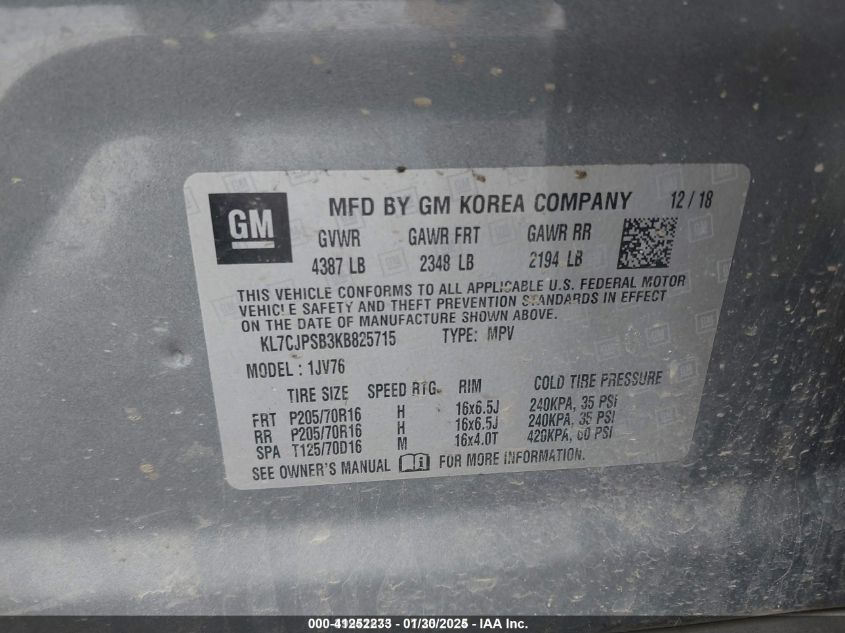 GM
MFD BY GM KOREA COMPANY 12 / 18
GVWR GAWR FRT GAWR RR
4387 LB 2348 LB 2194 LB
THIS VEHICLE CONFORMS TO ALL APPLICABLE U.S. FEDERAL MOTOR
VEHICLE SAFETY AND THEFT PREVENTION STANDARDS IN EFFECT
ON THE DATE OF MANUFACTURE SHOWN ABOVE.
KL7CJPSB3KB825715 TYPE: MPV
MODEL : 1JV76
TIRE SIZE SPEED RTG. RIM COLD TIRE PRESSURE
FRT P205/70R16 H 16x6.5J 240KPA, 35 PSI
RR P205/70R16 H 16x6.5J 240KPA, 35 PSI
SPA T125/70D16 M 16x4.0T 420KPA, 60 PSI
SEE OWNER'S MANUAL FOR MORE INFORMATION.
000-41252233 - 01/30/2025 - IAA Inc.